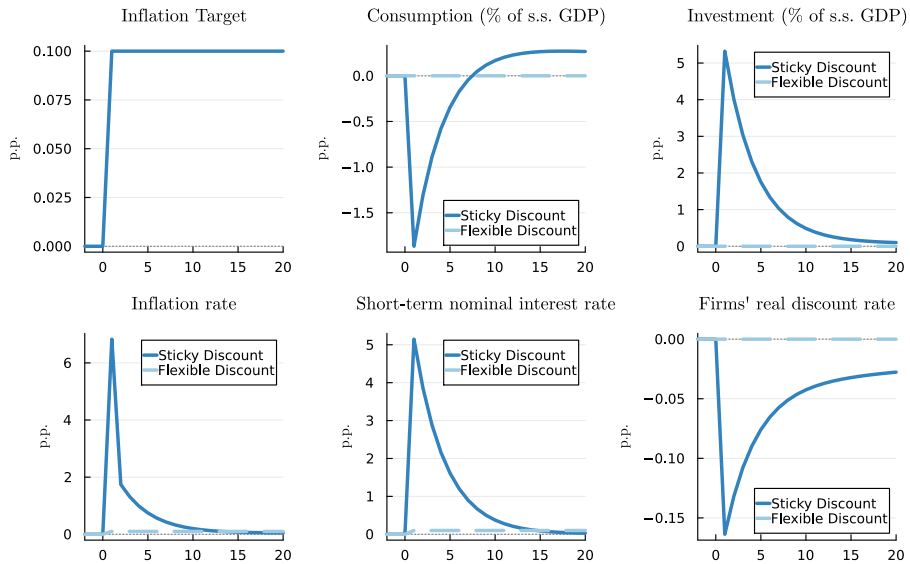 Inflation Target
p.p.
0.100
0.075
0.050
0.025
0.000
0 5 10 15 20
Consumption (% of s.s. GDP)
p.p.
0.0
−0.5
−1.0
−1.5
Sticky Discount
Flexible Discount
0 5 10 15 20
Investment (% of s.s. GDP)
p.p.
5
4
3
2
1
0
Sticky Discount
Flexible Discount
0 5 10 15 20
Inflation rate
p.p.
6
4
2
0
Sticky Discount
Flexible Discount
0 5 10 15 20
Short-term nominal interest rate
p.p.
5
4
3
2
1
0
Sticky Discount
Flexible Discount
0 5 10 15 20
Firms' real discount rate
p.p.
0.00
−0.05
−0.10
−0.15
Sticky Discount
Flexible Discount
0 5 10 15 20